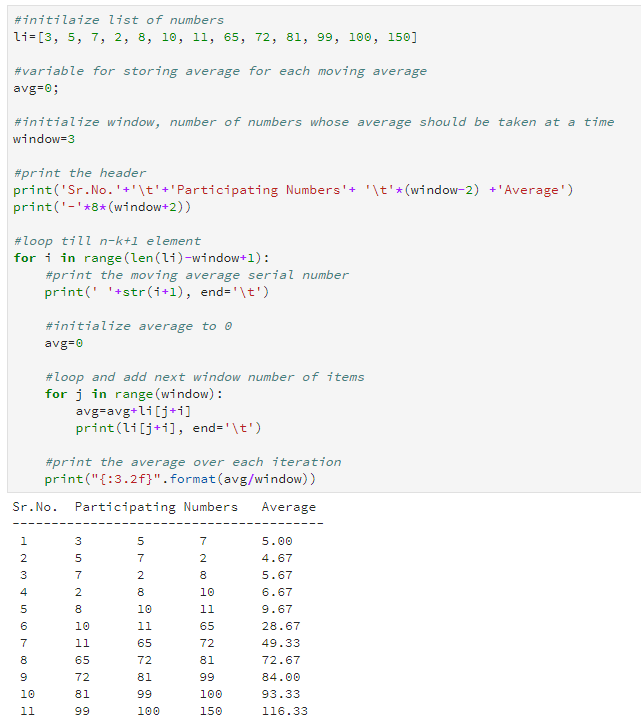 #initilaize list of numbers
li=[3, 5, 7, 2, 8, 10, 11, 65, 72, 81, 99, 100, 150]
#variable for storing average for each moving average
avg=0;
#initialize window, number of numbers whose average should be taken at a time
window=3
#print the header
print('Sr.No.'+'\t'+'Participating Numbers'+ '\t'*(window-2) +'Average')
print('-'*8*(window+2))
#loop till n-k+1 element
for i in range(len(li)-window+1):
    #print the moving average serial number
    print(' '+str(i+1), end='\t')
    #initialize average to 0
    avg=0
    #loop and add next window number of items
    for j in range(window):
        avg=avg+li[j+i]
        print(li[j+i], end='\t')
    #print the average over each iteration
    print("{:3.2f}".format(avg/window))
Sr.No.  Participating Numbers   Average
----------------------------------------
 1      3       5       7       5.00
 2      5       7       2       4.67
 3      7       2       8       5.67
 4      2       8       10      6.67
 5      8       10      11      9.67
 6      10      11      65      28.67
 7      11      65      72      49.33
 8      65      72      81      72.67
 9      72      81      99      84.00
 10     81      99      100     93.33
 11     99      100     150     116.33